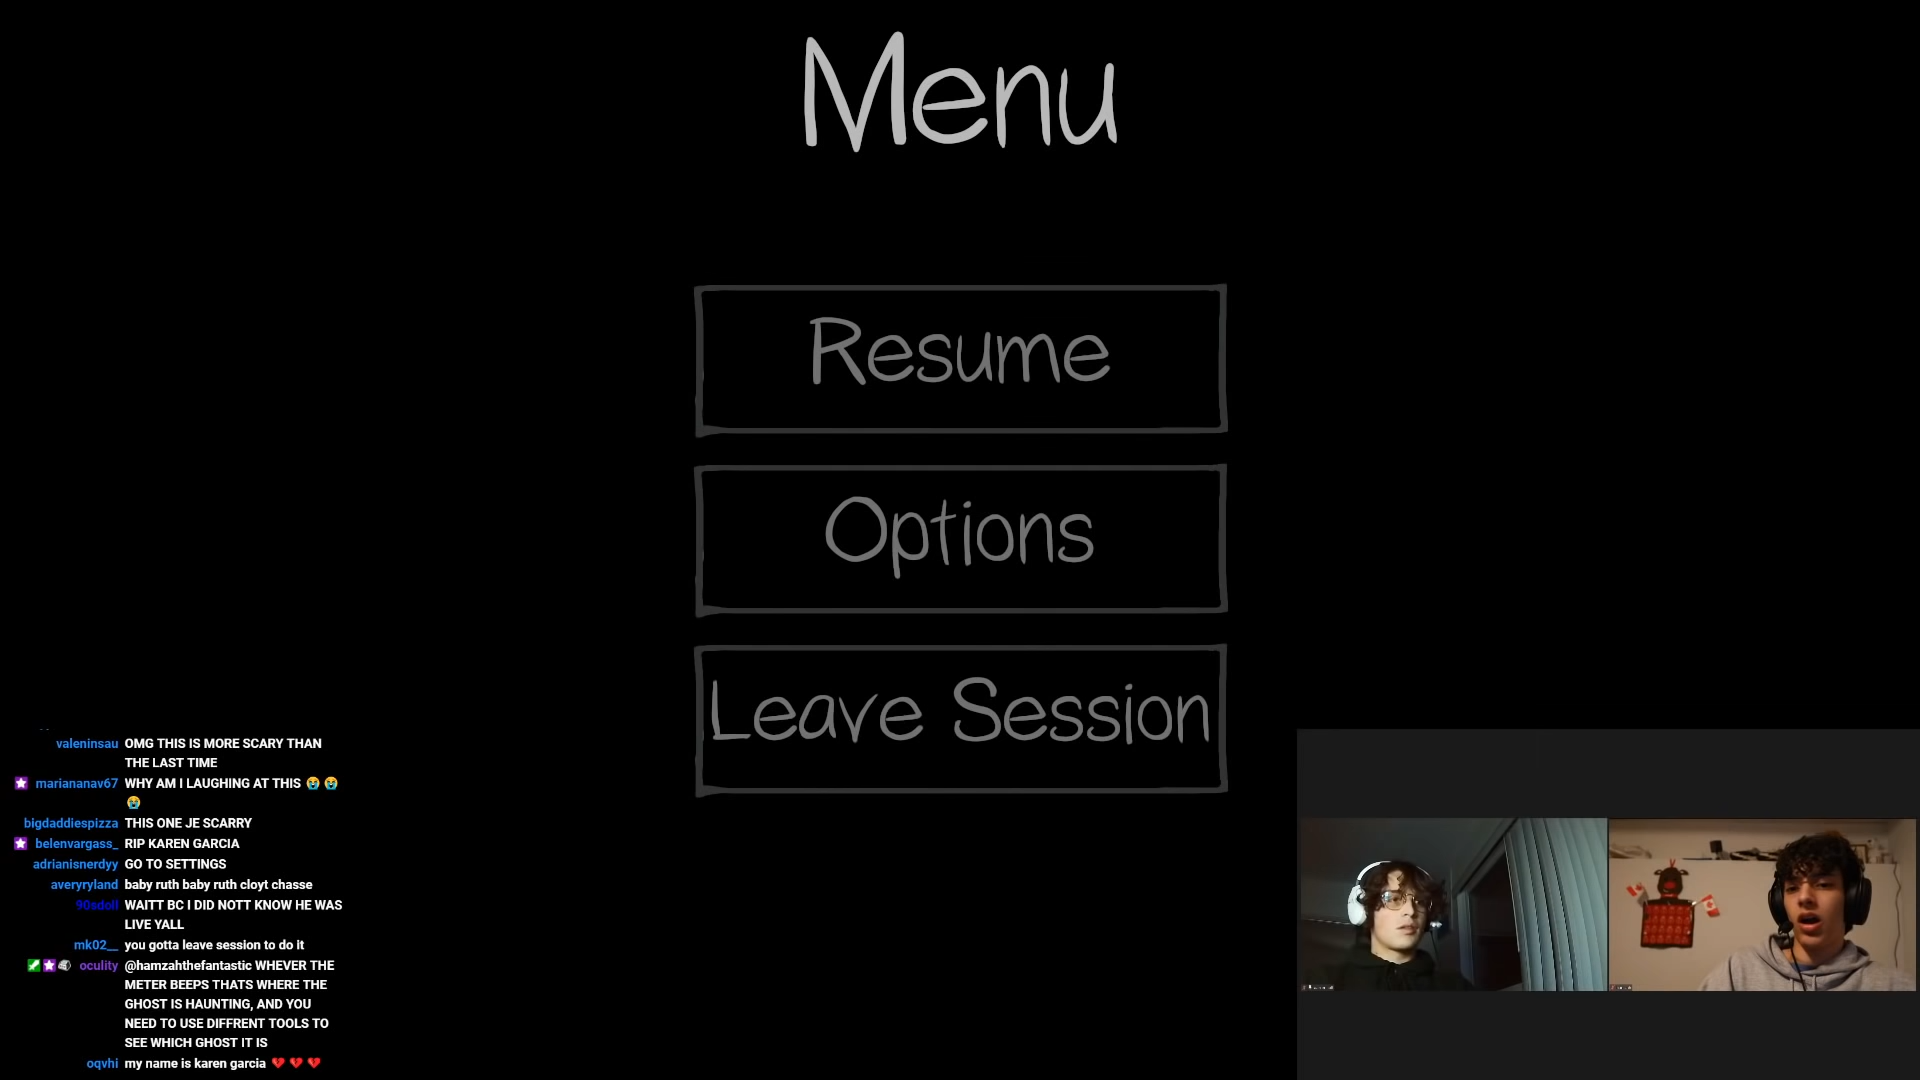 Menu
Resume
Options
Leave Session
valeninsau OMG THIS IS MORE SCARY THAN
THE LAST TIME
mariananav67 WHY AM I LAUGHING AT THIS 😭 😭
😭
bigdaddiespizza THIS ONE JE SCARRY
belenvargass_ RIP KAREN GARCIA
adrianisnerdyy GO TO SETTINGS
averyryland baby ruth baby ruth cloyt chasse
90sdoll WAITT BC I DID NOTT KNOW HE WAS
LIVE YALL
mk02__ you gotta leave session to do it
oculity @hamzahthefantastic WHEVER THE
METER BEEPS THATS WHERE THE
GHOST IS HAUNTING, AND YOU
NEED TO USE DIFFRENT TOOLS TO
SEE WHICH GHOST IT IS
oqvhi my name is karen garcia 💔 💔 💔